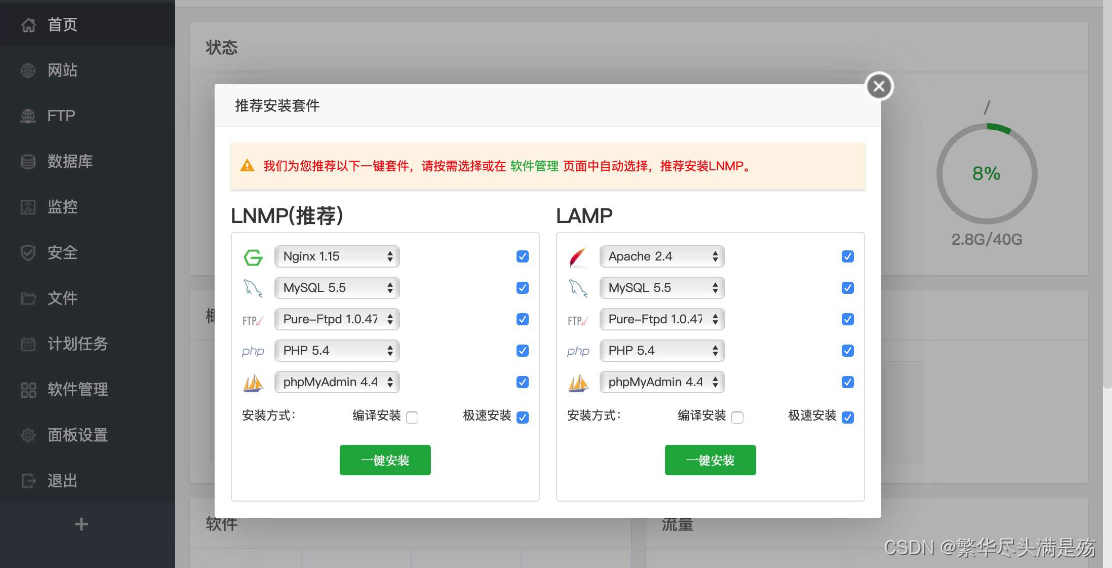 首页
网站
FTP
数据库
监控
安全
文件
计划任务
软件管理
面板设置
退出
+
状态
/
8%
2.8G/40G
推荐安装套件
我们为您推荐以下一键套件，请按需选择或在 软件管理 页面中自动选择，推荐安装LNMP。
LNMP(推荐)
Nginx 1.15
MySQL 5.5
FTP Pure-Ftpd 1.0.47
php PHP 5.4
phpMyAdmin 4.4
安装方式： 编译安装 极速安装
一键安装
LAMP
Apache 2.4
MySQL 5.5
FTP Pure-Ftpd 1.0.47
php PHP 5.4
phpMyAdmin 4.4
安装方式： 编译安装 极速安装
一键安装
软件
流量
CSDN @繁华尽头满是殇